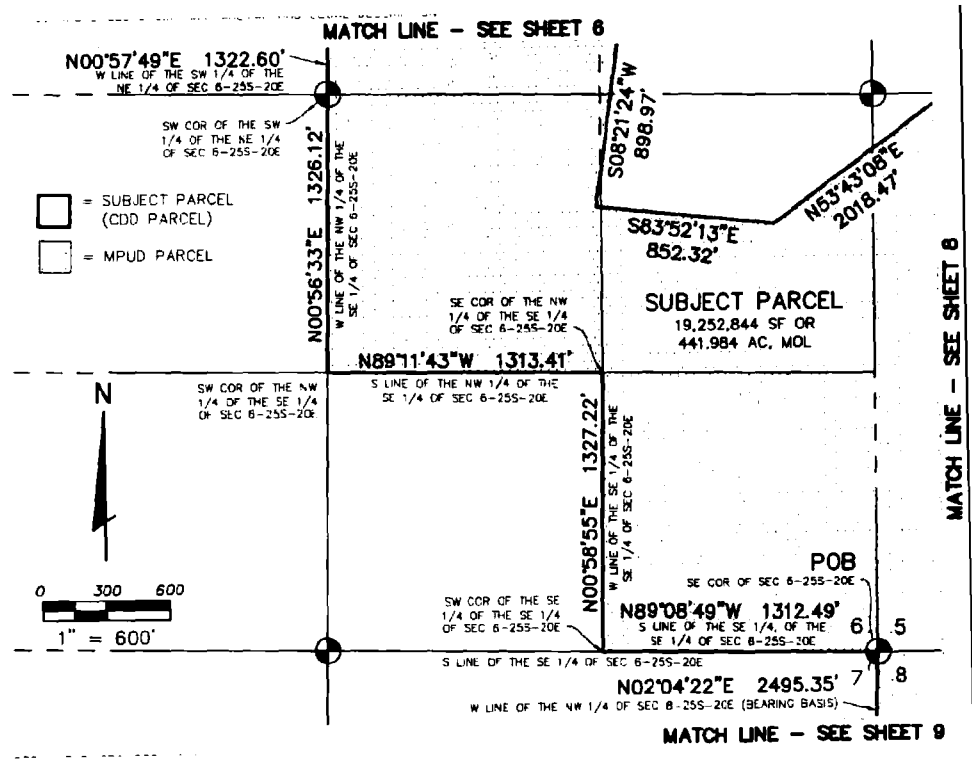 MATCH LINE - SEE SHEET 6
N00°57'49"E 1322.60'
W LINE OF THE SW 1/4 OF THE
NE 1/4 OF SEC 6-25S-20E
SW COR OF THE SW
1/4 OF THE NE 1/4
OF SEC 6-25S-20E
= SUBJECT PARCEL
(CDD PARCEL)
= MPUD PARCEL
N00°56'33"E 1326.12'
W LINE OF THE NW 1/4 OF THE
SE 1/4 OF SEC 6-25S-20E
S08°21'24"W
898.97'
S83°52'13"E
852.32'
N53°43'08"E
2018.47'
SUBJECT PARCEL
19,252,844 SF OR
441.984 AC, MOL
SE COR OF THE NW
1/4 OF THE SE 1/4
OF SEC 6-25S-20E
N89°11'43"W 1313.41'
S LINE OF THE NW 1/4 OF THE
SE 1/4 OF SEC 6-25S-20E
SW COR OF THE NW
1/4 OF THE SE 1/4
OF SEC 6-25S-20E
N
MATCH LINE - SEE SHEET 8
N00°58'55"E 1327.22'
W LINE OF THE SE 1/4 OF THE
SE 1/4 OF SEC 6-25S-20E
0 300 600
1" = 600'
POB
SE COR OF SEC 6-25S-20E
SW COR OF THE SE
1/4 OF THE SE 1/4
OF SEC 6-25S-20E
N89°08'49"W 1312.49'
S LINE OF THE SE 1/4, OF THE
SE 1/4 OF SEC 6-25S-20E
6 5
7 8
S LINE OF THE SE 1/4 OF SEC 6-25S-20E
N02°04'22"E 2495.35'
W LINE OF THE NW 1/4 OF SEC 8-25S-20E (BEARING BASIS)
MATCH LINE - SEE SHEET 9